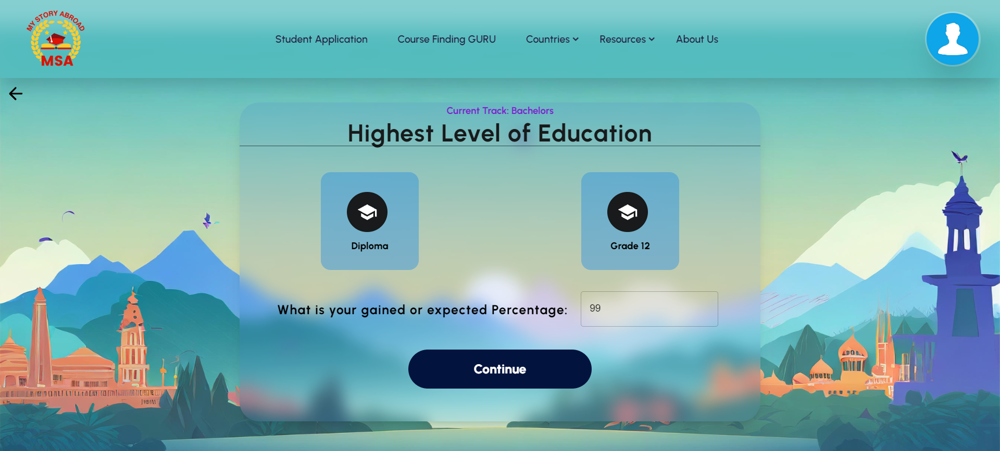 MY STORY ABROAD
MSA
Student Application
Course Finding GURU
Countries
Resources
About Us
Current Track: Bachelors
Highest Level of Education
Diploma
Grade 12
What is your gained or expected Percentage:
99
Continue